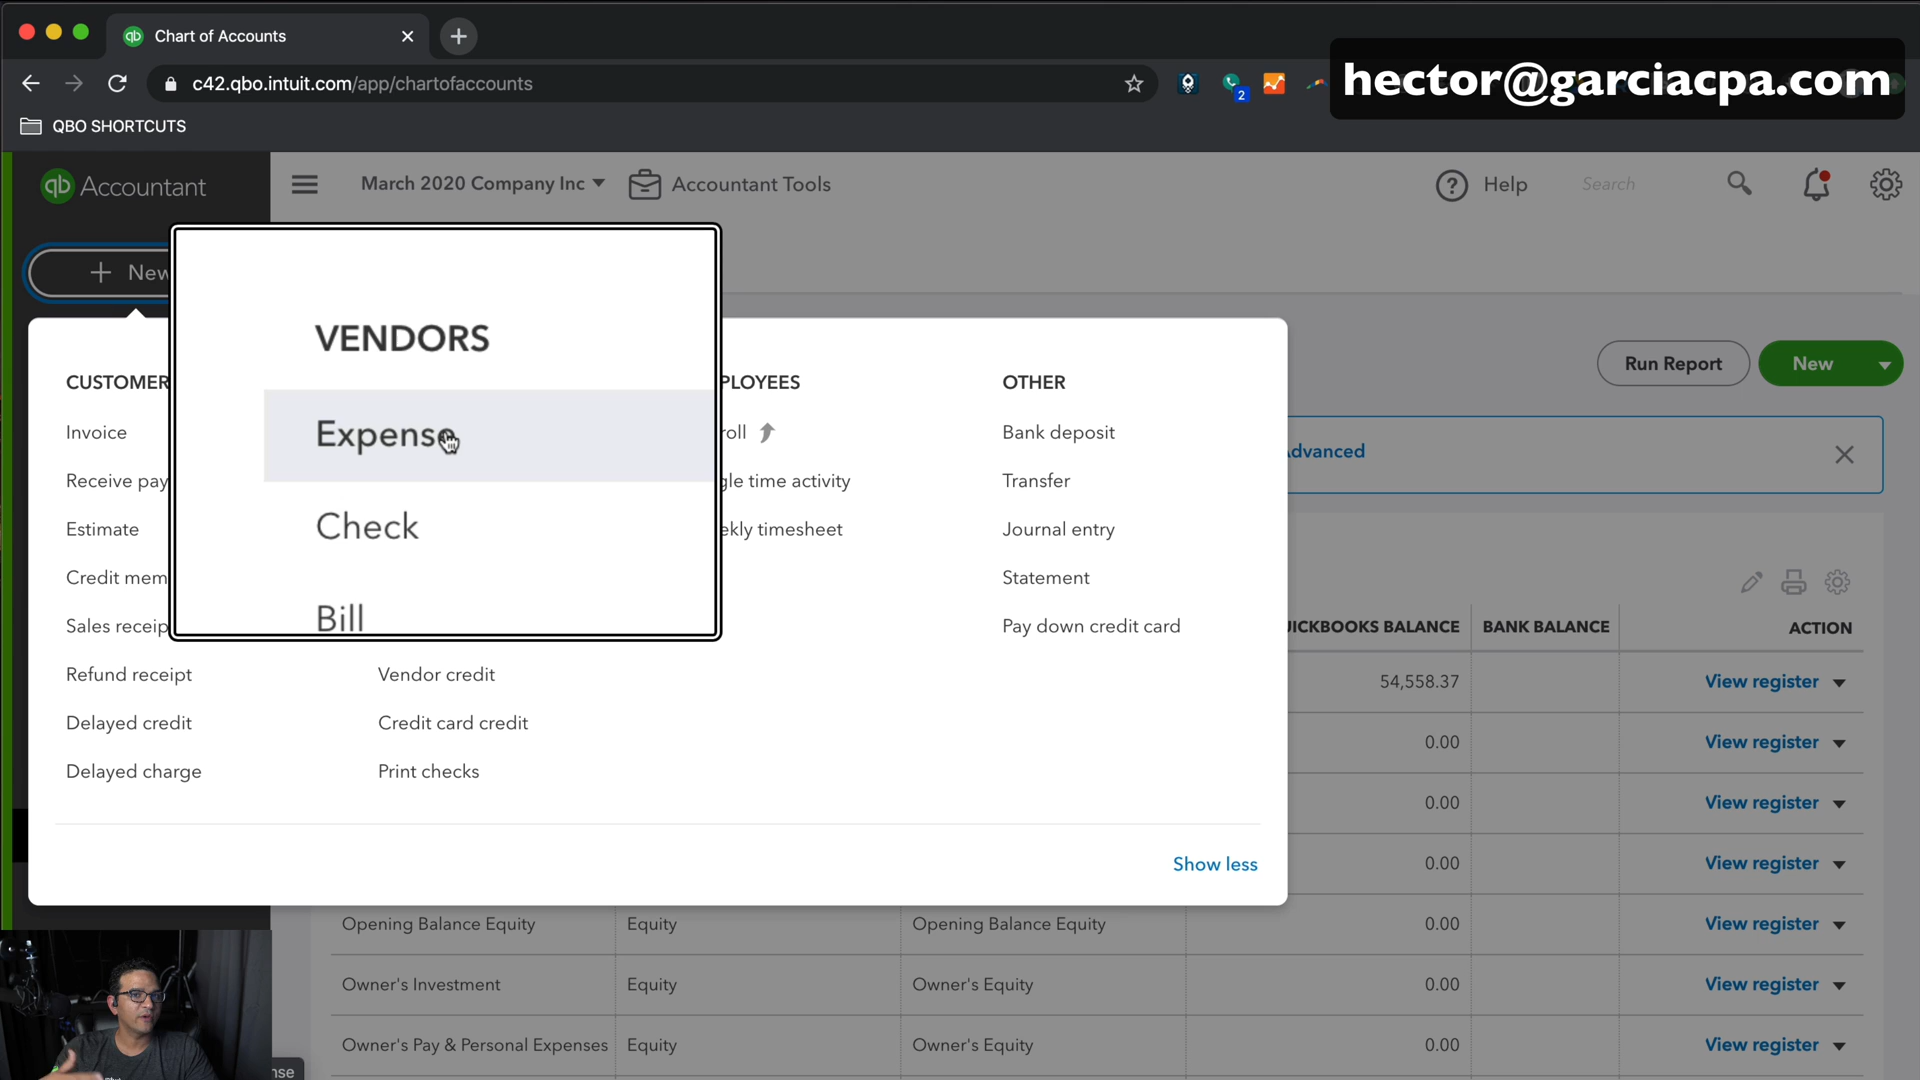 Chart of Accounts
c42.qbo.intuit.com/app/chartofaccounts
2
hector@garciacpa.com
QBO SHORTCUTS
qb Accountant
March 2020 Company Inc
Accountant Tools
Help
Search
+ New
VENDORS
Expense
Check
Bill
CUSTOMER
Invoice
Receive pay
Estimate
Credit mem
Sales receip
Refund receipt
Delayed credit
Delayed charge
Vendor credit
Credit card credit
Print checks
PLOYEES
roll
gle time activity
ekly timesheet
OTHER
Bank deposit
Transfer
Journal entry
Statement
Pay down credit card
Show less
Run Report
New
Advanced
UICKBOOKS BALANCE BANK BALANCE ACTION
54,558.37 View register
0.00 View register
0.00 View register
0.00 View register
Opening Balance Equity Equity Opening Balance Equity 0.00 View register
Owner's Investment Equity Owner's Equity 0.00 View register
Owner's Pay & Personal Expenses Equity Owner's Equity 0.00 View register
nse